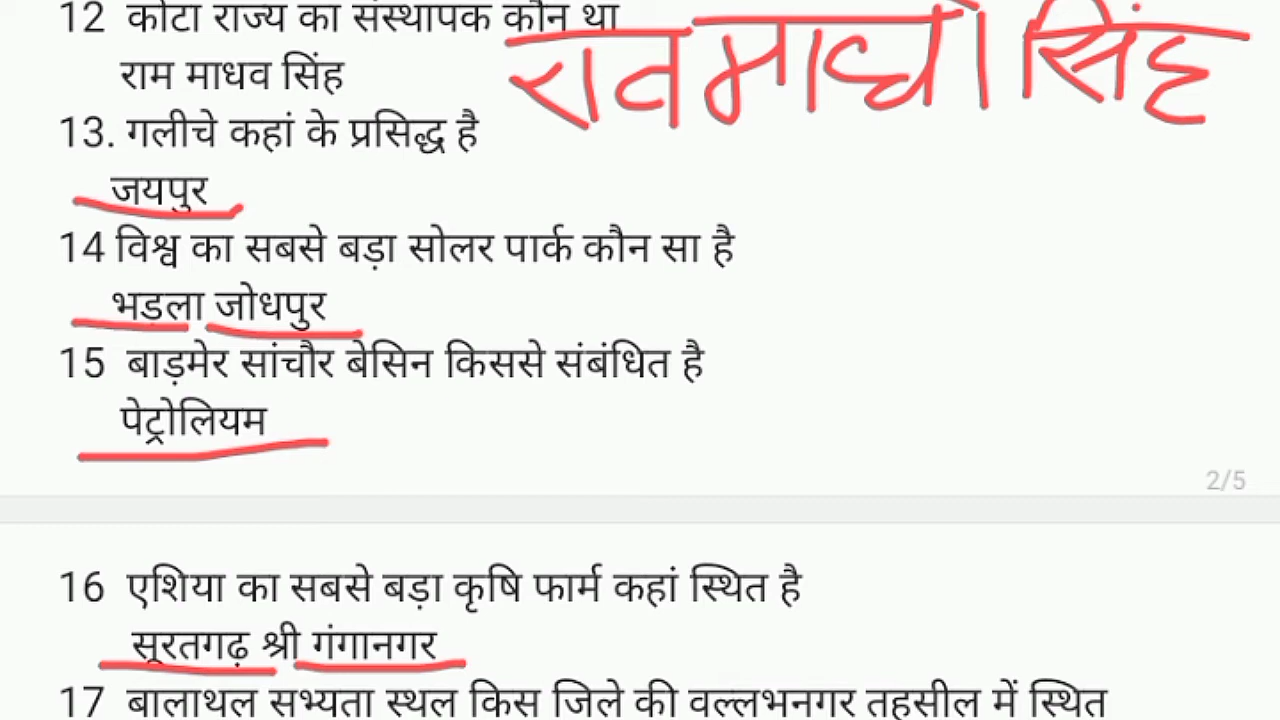 12 कोटा राज्य का संस्थापक कौन था
राम माधव सिंह
राव माधो सिंह
13. गलीचे कहां के प्रसिद्ध है
जयपुर
14 विश्व का सबसे बड़ा सोलर पार्क कौन सा है
भड़ला जोधपुर
15 बाड़मेर सांचौर बेसिन किससे संबंधित है
पेट्रोलियम
2/5
16 एशिया का सबसे बड़ा कृषि फार्म कहां स्थित है
सूरतगढ़ श्री गंगानगर
17 बालाथल सभ्यता स्थल किस जिले की वल्लभनगर तहसील में स्थित